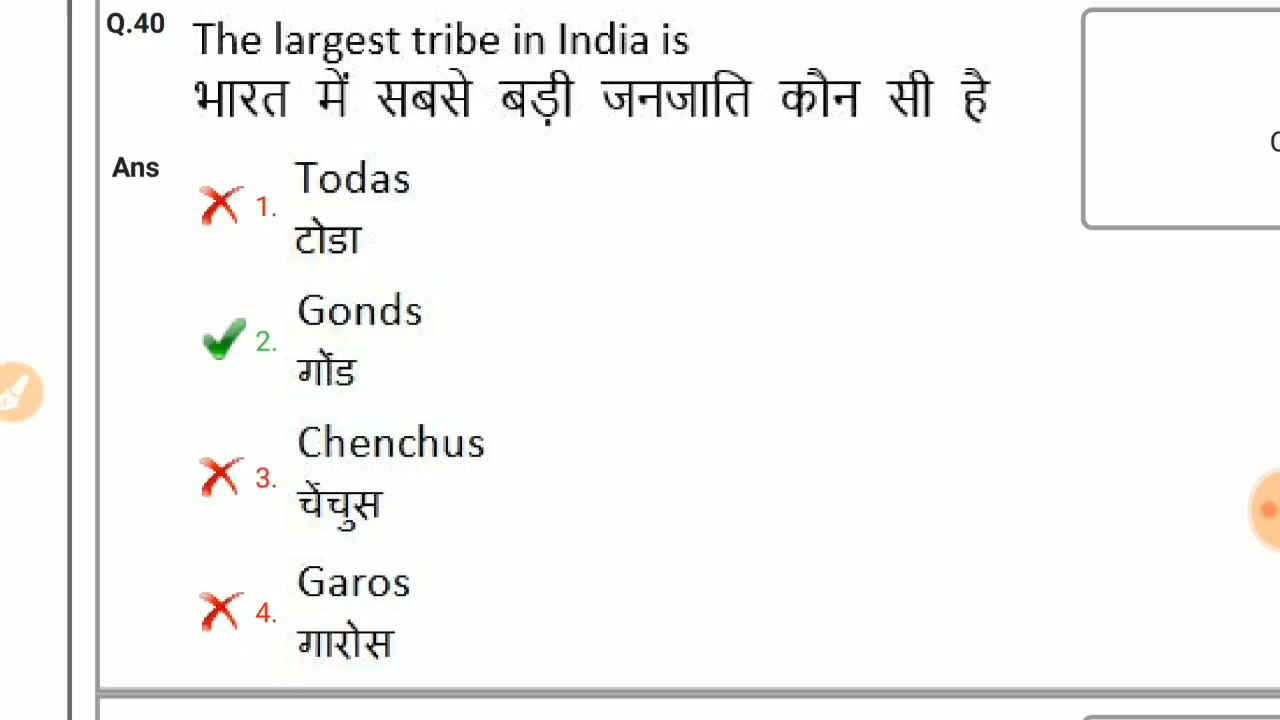 Q.40 The largest tribe in India is
भारत में सबसे बड़ी जनजाति कौन सी है
Ans
1. Todas
टोडा
2. Gonds
गोंड
3. Chenchus
चेंचुस
4. Garos
गारोस